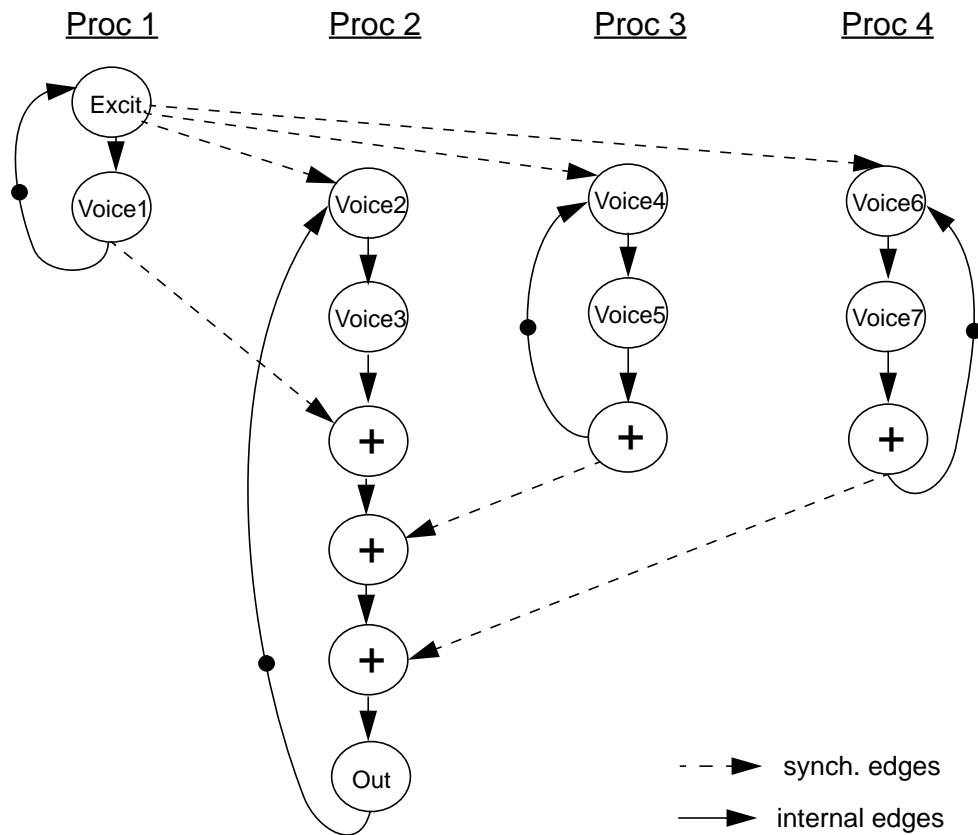 Proc 1 Proc 2 Proc 3 Proc 4
Excit.
Voice1
Voice2
Voice4
Voice6
Voice3
Voice5
Voice7
+
+
+
+
+
Out
synch. edges
internal edges